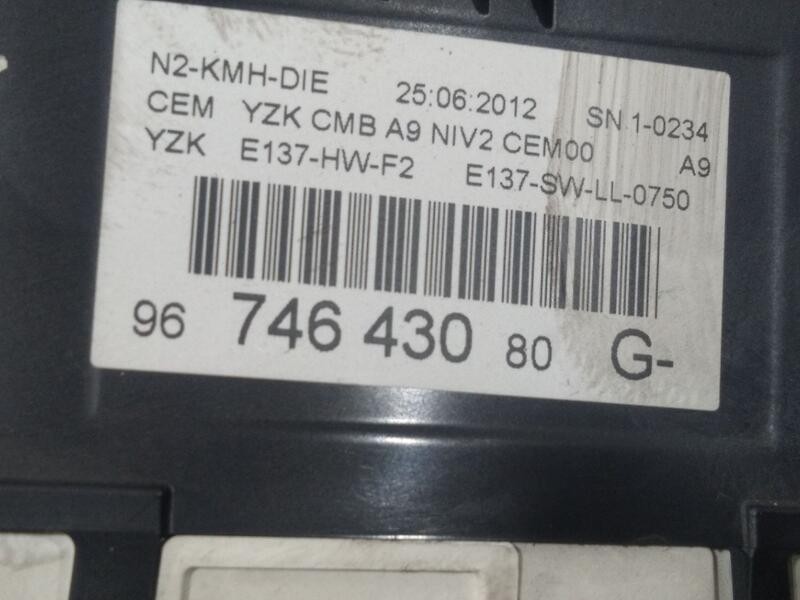 N2-KMH-DIE 25:06:2012 SN 1-0234
CEM YZK CMB A9 NIV2 CEM00 A9
YZK E137-HW-F2 E137-SW-LL-0750
96 746 430 80 G-